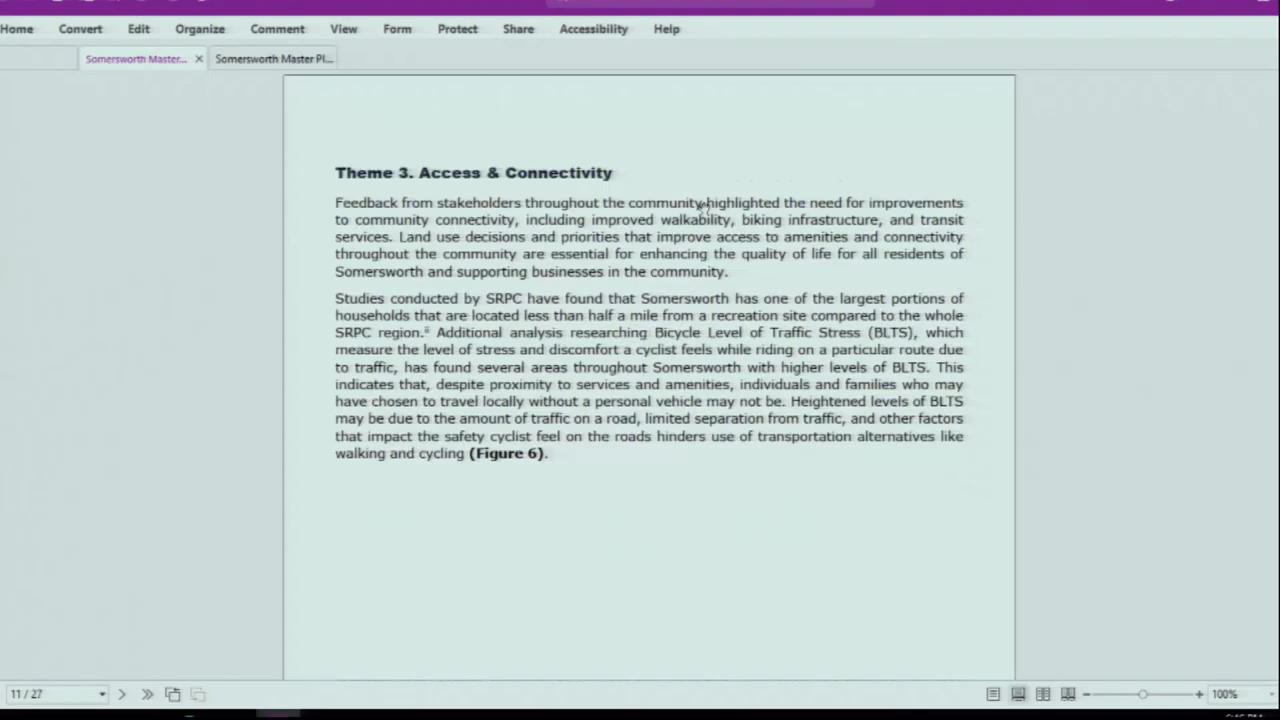 Home Convert Edit Organize Comment View Form Protect Share Accessibility Help
Somersworth Master... Somersworth Master Pl...
Theme 3. Access & Connectivity
Feedback from stakeholders throughout the community highlighted the need for improvements
to community connectivity, including improved walkability, biking infrastructure, and transit
services. Land use decisions and priorities that improve access to amenities and connectivity
throughout the community are essential for enhancing the quality of life for all residents of
Somersworth and supporting businesses in the community.
Studies conducted by SRPC have found that Somersworth has one of the largest portions of
households that are located less than half a mile from a recreation site compared to the whole
SRPC region.ii Additional analysis researching Bicycle Level of Traffic Stress (BLTS), which
measure the level of stress and discomfort a cyclist feels while riding on a particular route due
to traffic, has found several areas throughout Somersworth with higher levels of BLTS. This
indicates that, despite proximity to services and amenities, individuals and families who may
have chosen to travel locally without a personal vehicle may not be. Heightened levels of BLTS
may be due to the amount of traffic on a road, limited separation from traffic, and other factors
that impact the safety cyclist feel on the roads hinders use of transportation alternatives like
walking and cycling (Figure 6).
11 / 27
100%